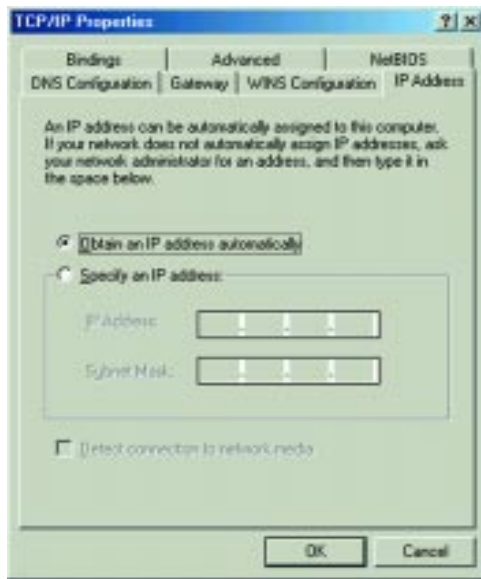 TCP/IP Properties
? ×
Bindings Advanced NetBIOS
DNS Configuration Gateway WINS Configuration IP Address
An IP address can be automatically assigned to this computer.
If your network does not automatically assign IP addresses, ask
your network administrator for an address, and then type it in
the space below.
Obtain an IP address automatically
Specify an IP address:
IP Address:
Subnet Mask:
Detect connection to network media
OK Cancel